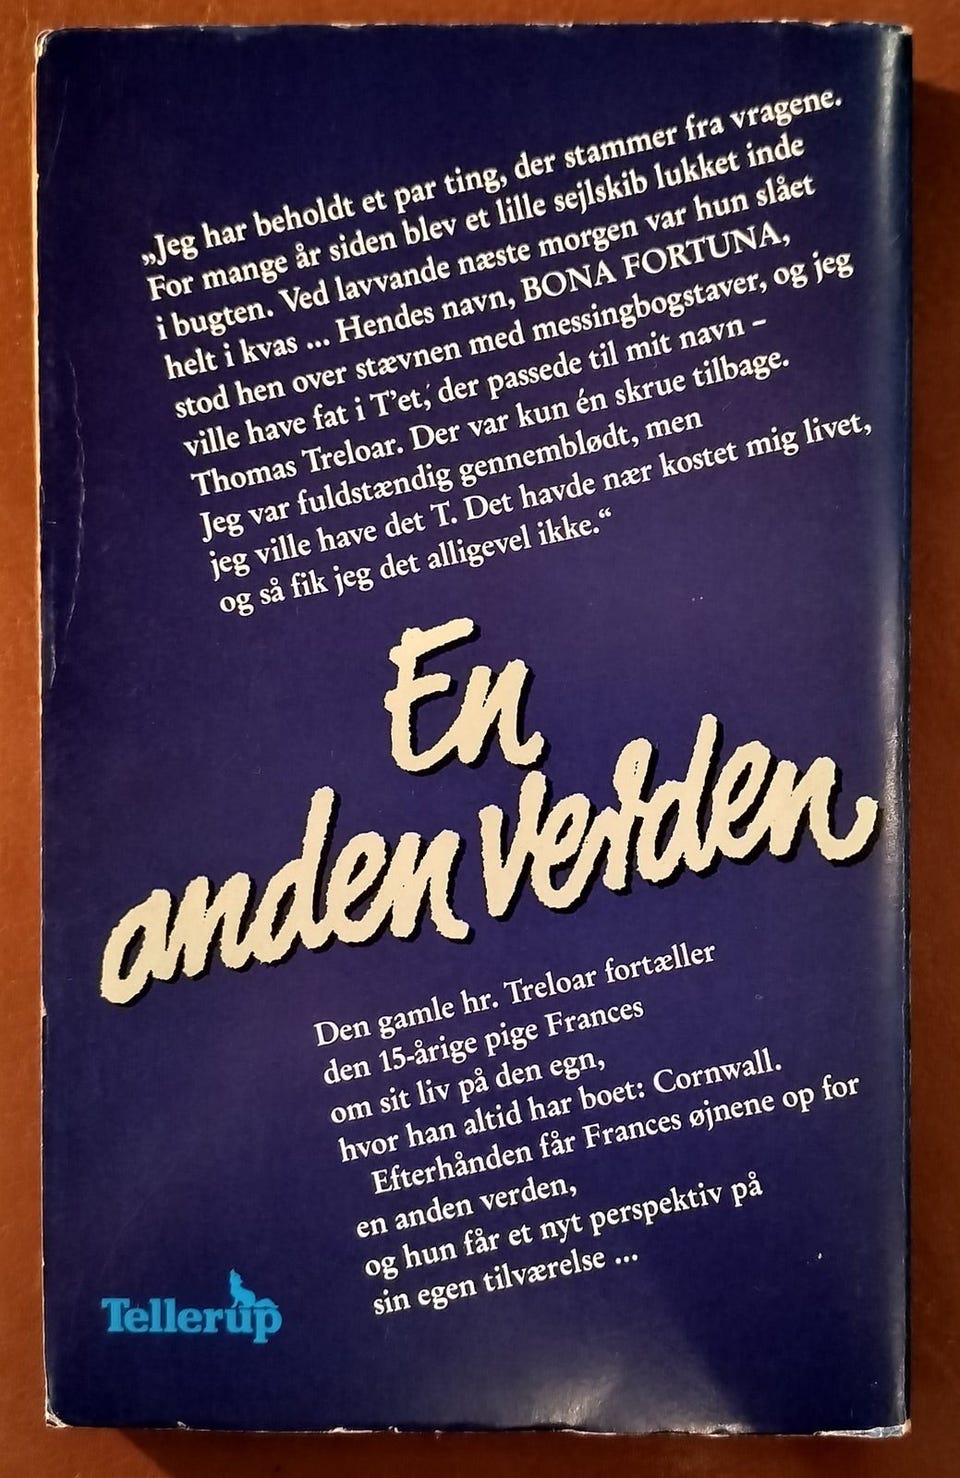 „Jeg har beholdt et par ting, der stammer fra vragene.
For mange år siden blev et lille sejlskib lukket inde
i bugten. Ved lavvande næste morgen var hun slået
helt i kvas ... Hendes navn, BONA FORTUNA,
stod hen over stævnen med messingbogstaver, og jeg
ville have fat i T'et, der passede til mit navn –
Thomas Treloar. Der var kun én skrue tilbage.
Jeg var fuldstændig gennemblødt, men
jeg ville have det T. Det havde nær kostet mig livet,
og så fik jeg det alligevel ikke.“
En
anden verden
Den gamle hr. Treloar fortæller
den 15-årige pige Frances
om sit liv på den egn,
hvor han altid har boet: Cornwall.
Efterhånden får Frances øjnene op for
en anden verden,
og hun får et nyt perspektiv på
sin egen tilværelse ...
Tellerup